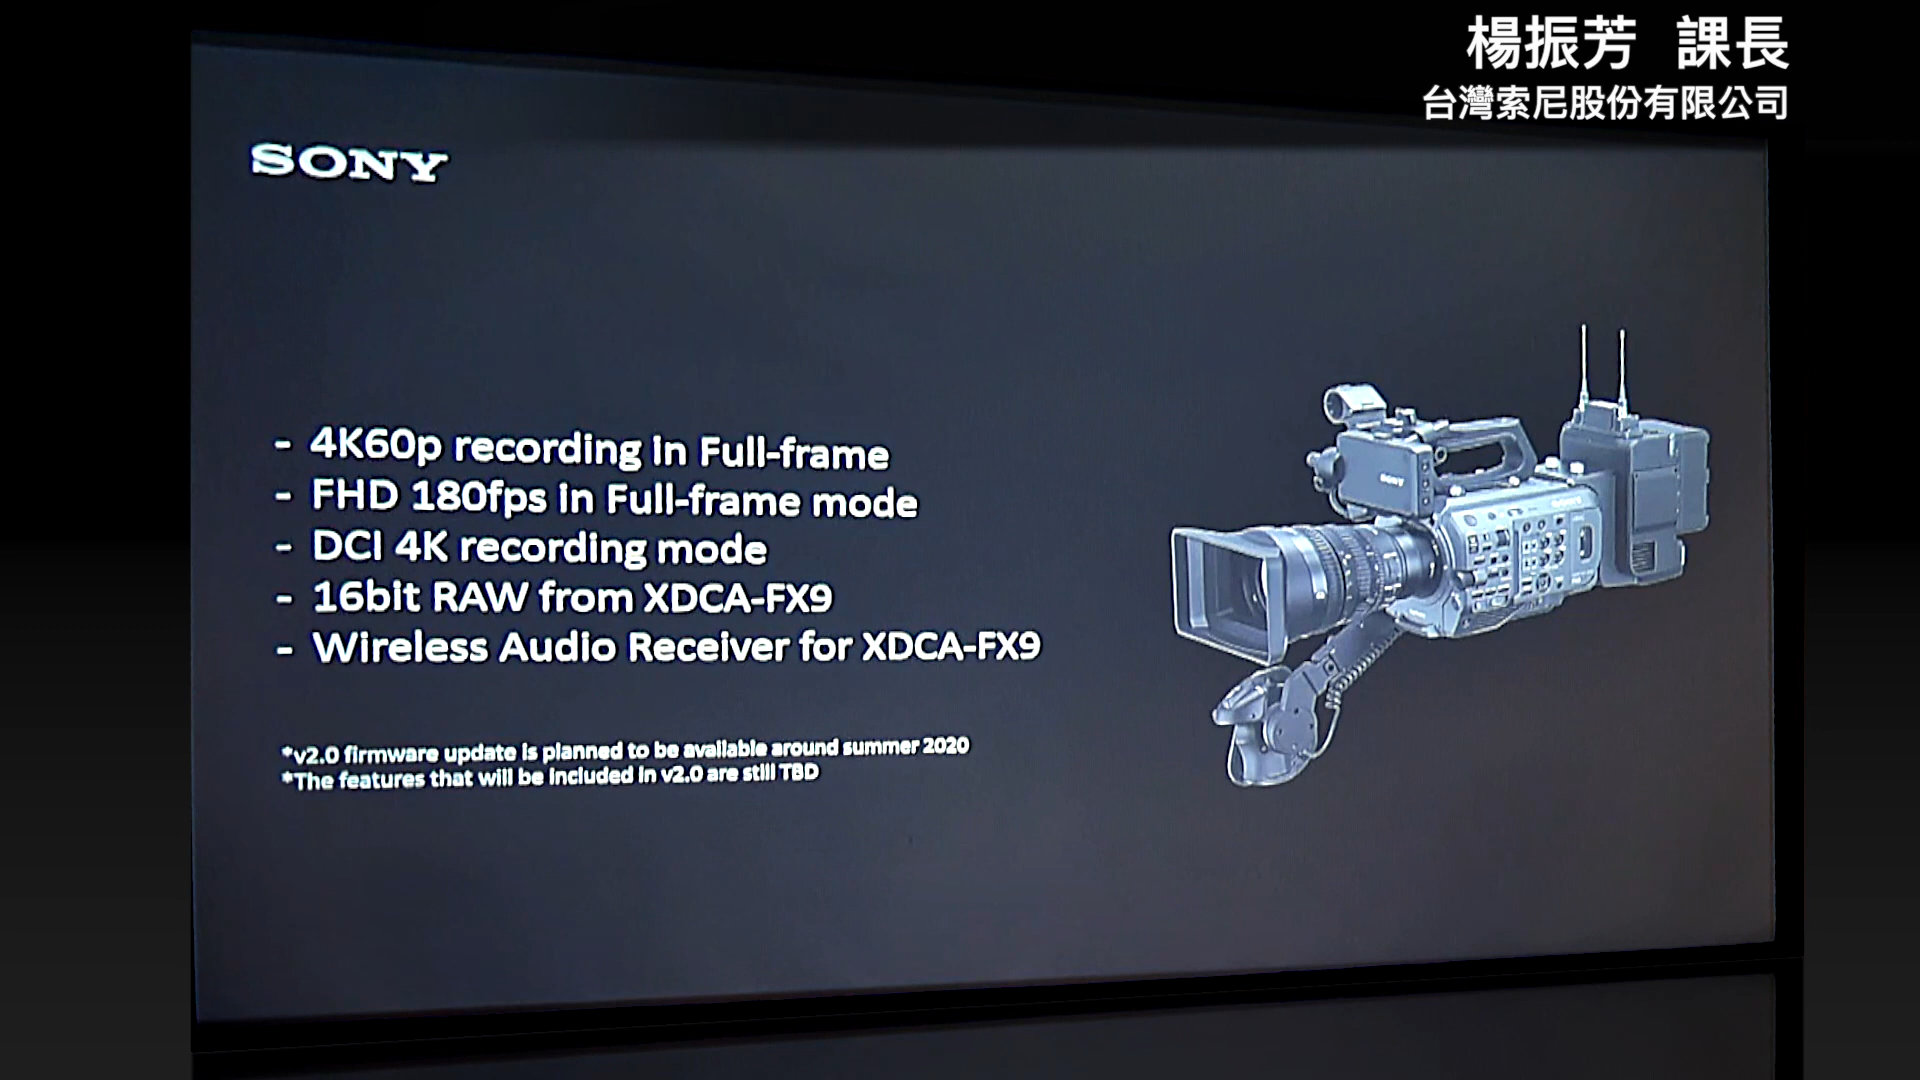 楊振芳 課長
台灣索尼股份有限公司
SONY
- 4K60p recording in Full-frame
- FHD 180fps in Full-frame mode
- DCI 4K recording mode
- 16bit RAW from XDCA-FX9
- Wireless Audio Receiver for XDCA-FX9
*v2.0 firmware update is planned to be available around summer 2020
*The features that will be included in v2.0 are still TBD
SONY